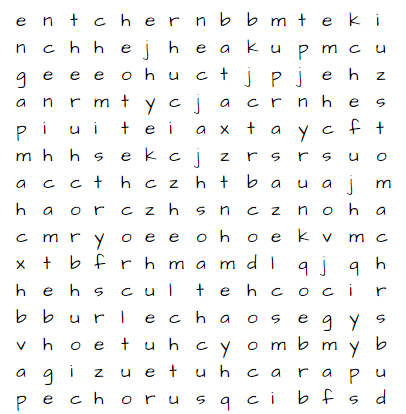 e n t c h e r n b b m t e k i
n c h h e j h e a k u p m c u
g e e e o h u c t j p j e h z
a n r m t y c j a c r n h e s
p i u i t e i a x t a y c f t
m h h s e k c j z r s r s u o
a c c t h c z h t b a u a j m
h a o r c z h s n c z n o h a
c m r y o e e o h o e k v m c
x t b f r h m a m d l q j q h
h e h s c u l t e h c o c i r
b b u r l e c h a o s e g y s
v h o e t u h c y o m b m y b
a g i z u e t u h c a r a p u
p e c h o r u s q c i b f s d